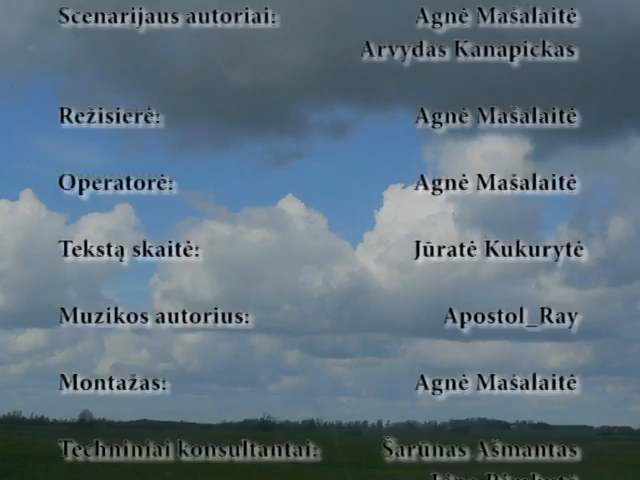 Scenarijaus autoriai: Agnė Mašalaitė
Arvydas Kanapickas
Režisierė: Agnė Mašalaitė
Operatorė: Agnė Mašalaitė
Tekstą skaitė: Jūratė Kukurytė
Muzikos autorius: Apostol_Ray
Montažas: Agnė Mašalaitė
Techniniai konsultantai: Šarūnas Ašmantas